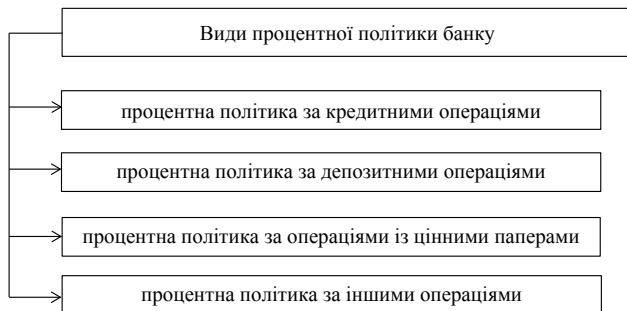 Види процентної політики банку
процентна політика за кредитними операціями
процентна політика за депозитними операціями
процентна політика за операціями із цінними паперами
процентна політика за іншими операціями